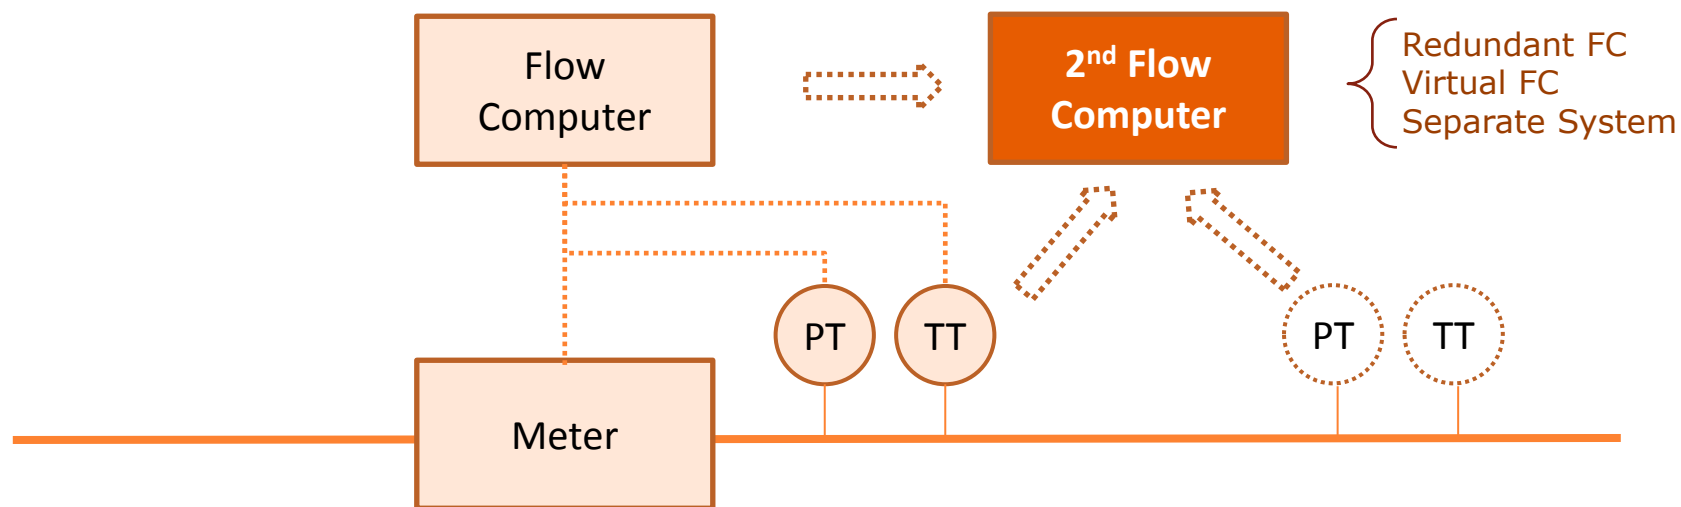 Flow
Computer
2nd Flow
Computer
Redundant FC
Virtual FC
Separate System
PT
TT
PT
TT
Meter